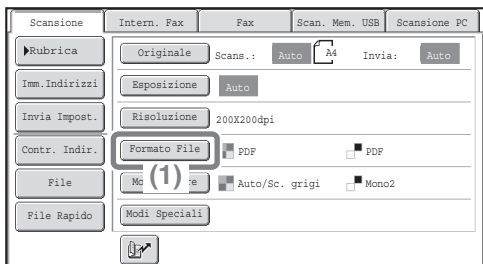 Scansione Intern. Fax Fax Scan. Mem. USB Scansione PC
Rubrica Originale Scans.: Auto A4 Invia: Auto
Imm.Indirizzi Esposizione Auto
Invia Impost. Risoluzione 200X200dpi
Contr. Indir. Formato File PDF PDF
File (1) Auto/Sc. grigi Mono2
File Rapido Modi Speciali